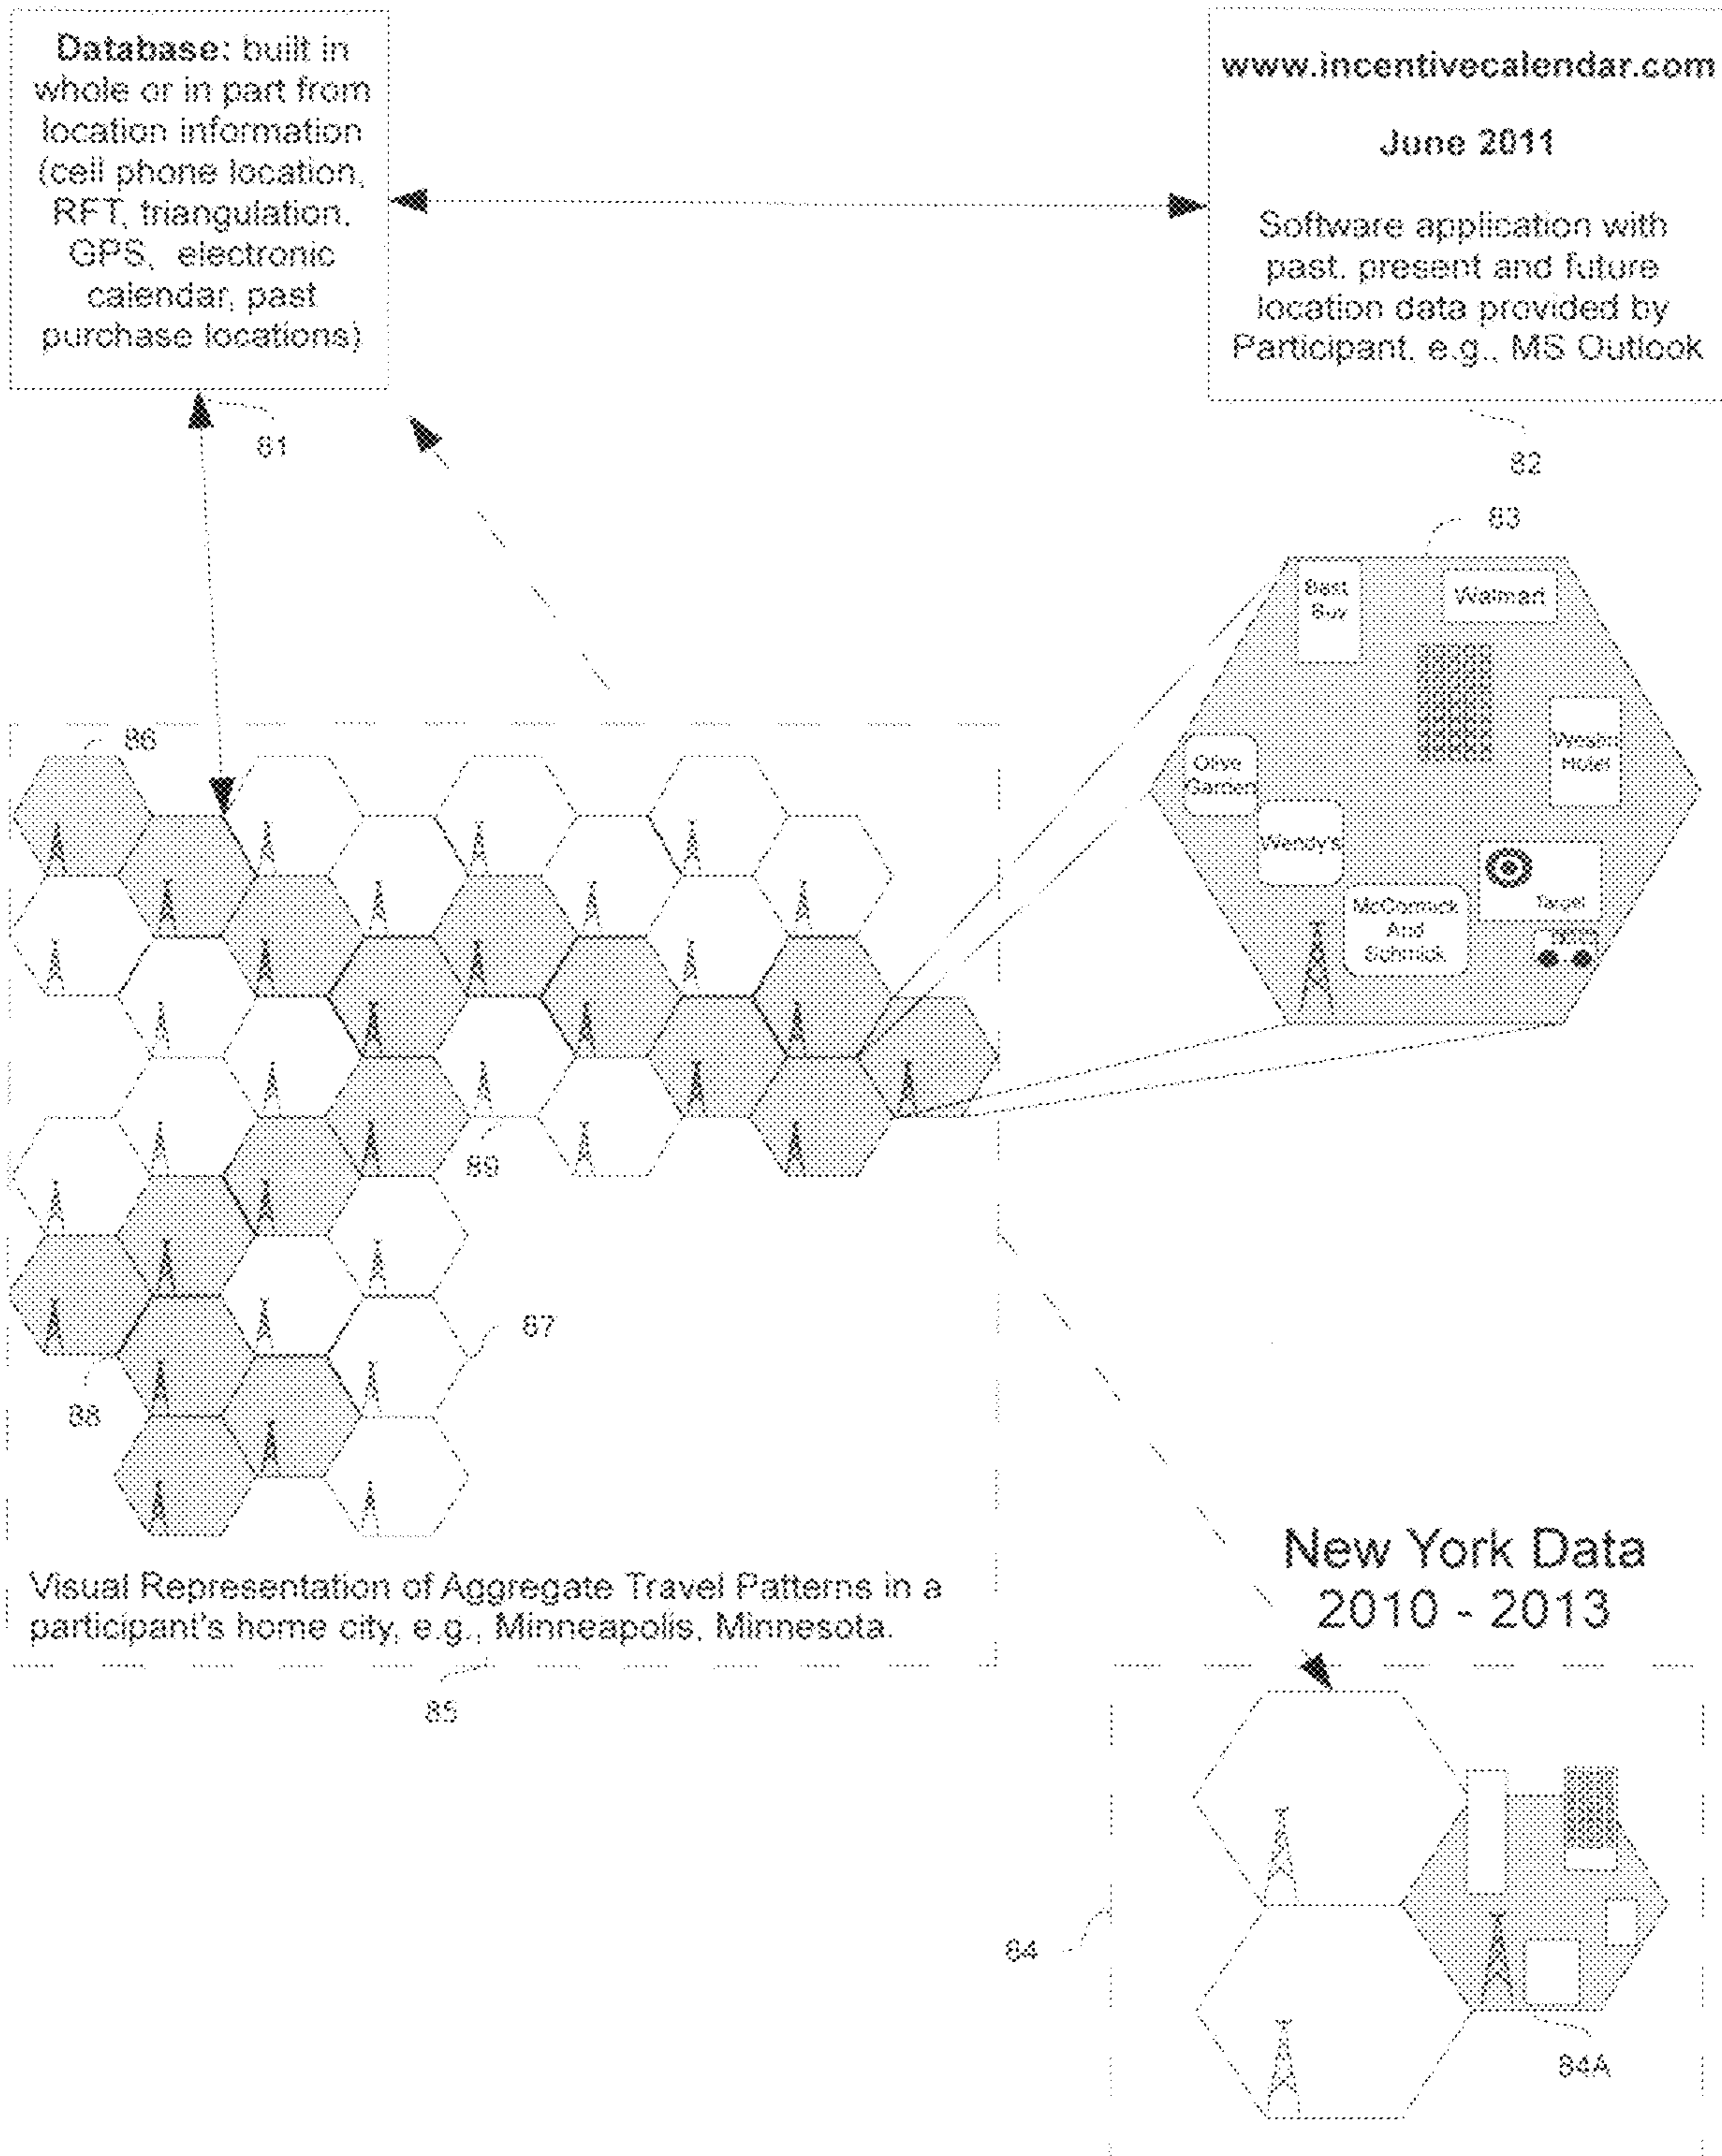 Database: built in
whole or in part from
location information
(cell phone location,
RFT, triangulation,
GPS, electronic
calendar, past
purchase locations)
81
www.incentivecalendar.com
June 2011
Software application with
past, present and future
location data provided by
Participant, e.g., MS Outlook
82
83
Best
Buy
Walmart
Olive
Garden
Hotel
Wendy's
McCormick
And
Schmick
Target
86
89
87
88
Visual Representation of Aggregate Travel Patterns in a
participant's home city, e.g., Minneapolis, Minnesota.
85
New York Data
2010 - 2013
84
84A